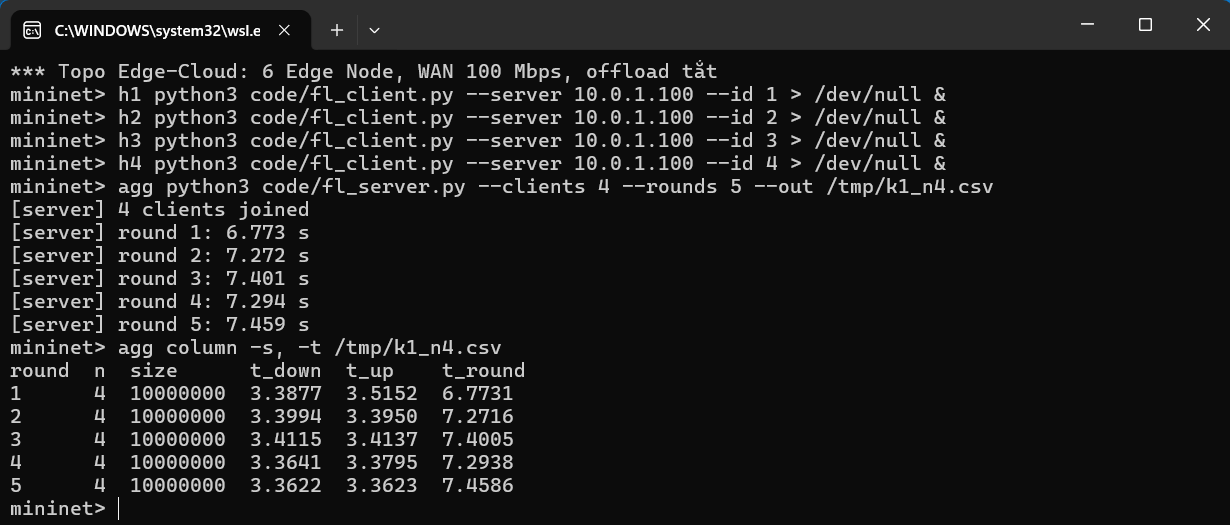 C:\WINDOWS\system32\wsl.e
*** Topo Edge-Cloud: 6 Edge Node, WAN 100 Mbps, offload tắt
mininet> h1 python3 code/fl_client.py --server 10.0.1.100 --id 1 > /dev/null &
mininet> h2 python3 code/fl_client.py --server 10.0.1.100 --id 2 > /dev/null &
mininet> h3 python3 code/fl_client.py --server 10.0.1.100 --id 3 > /dev/null &
mininet> h4 python3 code/fl_client.py --server 10.0.1.100 --id 4 > /dev/null &
mininet> agg python3 code/fl_server.py --clients 4 --rounds 5 --out /tmp/k1_n4.csv
[server] 4 clients joined
[server] round 1: 6.773 s
[server] round 2: 7.272 s
[server] round 3: 7.401 s
[server] round 4: 7.294 s
[server] round 5: 7.459 s
mininet> agg column -s, -t /tmp/k1_n4.csv
round  n  size      t_down  t_up    t_round
1      4  10000000  3.3877  3.5152  6.7731
2      4  10000000  3.3994  3.3950  7.2716
3      4  10000000  3.4115  3.4137  7.4005
4      4  10000000  3.3641  3.3795  7.2938
5      4  10000000  3.3622  3.3623  7.4586
mininet>